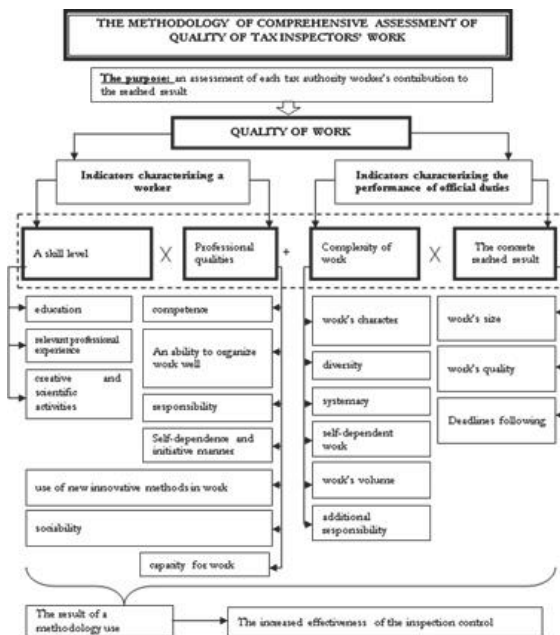 THE METHODOLOGY OF COMPREHENSIVE ASSESSMENT OF
QUALITY OF TAX INSPECTORS' WORK
The purpose: an assessment of each tax authority worker's contribution to
the reached result
QUALITY OF WORK
Indicators characterizing a
worker
Indicators characterizing the
performance of official duties
A skill level
X
Professional
qualities
+
Complexity of
work
X
The concrete
reached result
education
relevant professional
experience
creative and
scientific
activities
competence
An ability to organize
work well
responsibility
Self-dependence and
initiative manner
use of new innovative methods in work
sociability
capacity for work
work's character
diversity
systemacy
self-dependent
work
work's volume
additional
responsibility
work's size
work's quality
Deadlines following
The result of a
methodology use
The increased effectiveness of the inspection control